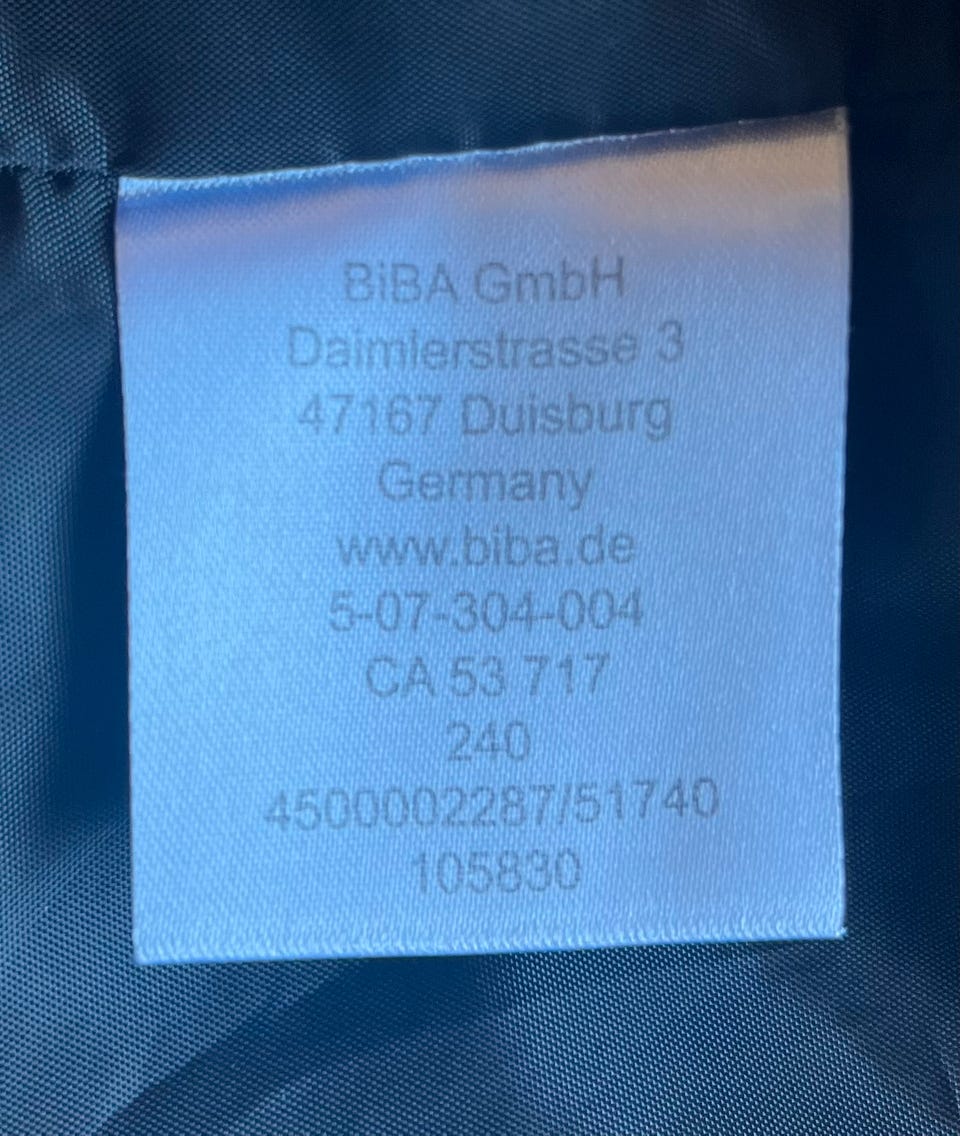 BiBA GmbH
Daimlerstrasse 3
47167 Duisburg
Germany
www.biba.de
5-07-304-004
CA 53 717
240
4500002287/51740
105830